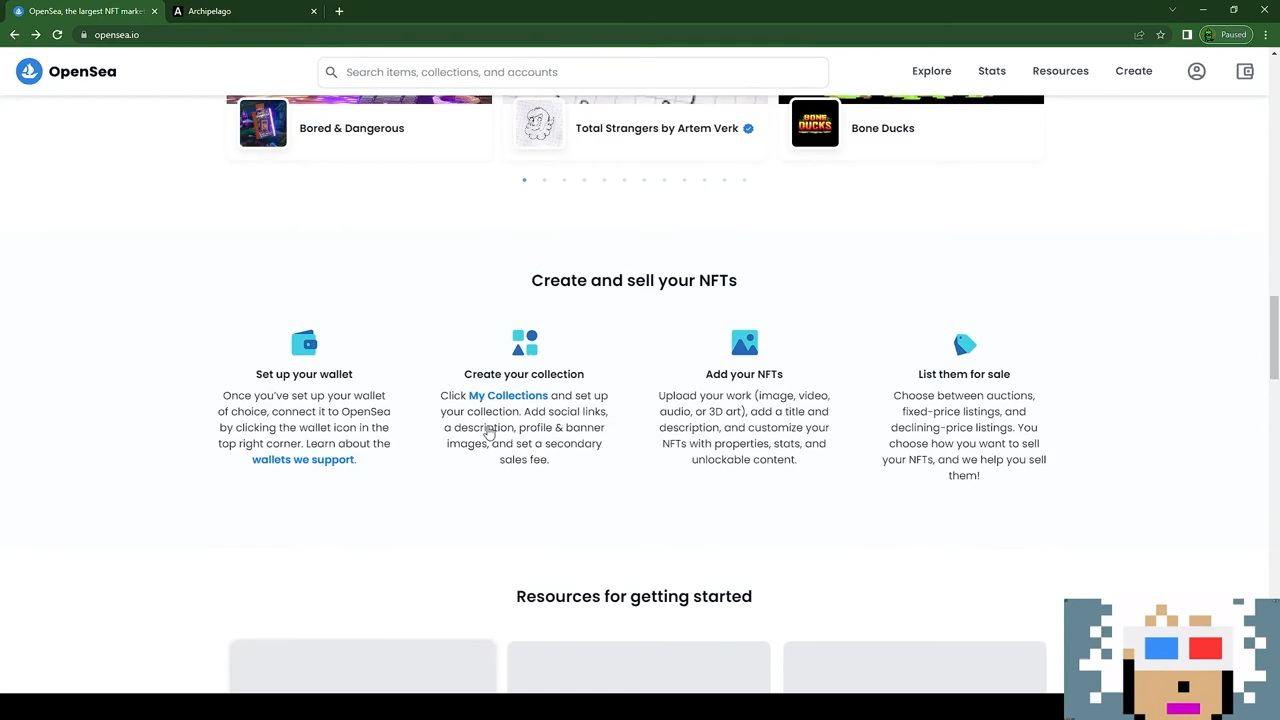 OpenSea, the largest NFT marke
Archipelago
opensea.io
Paused
OpenSea
Search items, collections, and accounts
Explore
Stats
Resources
Create
Bored & Dangerous
Total Strangers by Artem Verk
BONE DUCKS
Bone Ducks
Create and sell your NFTs
Set up your wallet
Once you've set up your wallet
of choice, connect it to OpenSea
by clicking the wallet icon in the
top right corner. Learn about the
wallets we support.
Create your collection
Click My Collections and set up
your collection. Add social links,
a description, profile & banner
images, and set a secondary
sales fee.
Add your NFTs
Upload your work (image, video,
audio, or 3D art), add a title and
description, and customize your
NFTs with properties, stats, and
unlockable content.
List them for sale
Choose between auctions,
fixed-price listings, and
declining-price listings. You
choose how you want to sell
your NFTs, and we help you sell
them!
Resources for getting started